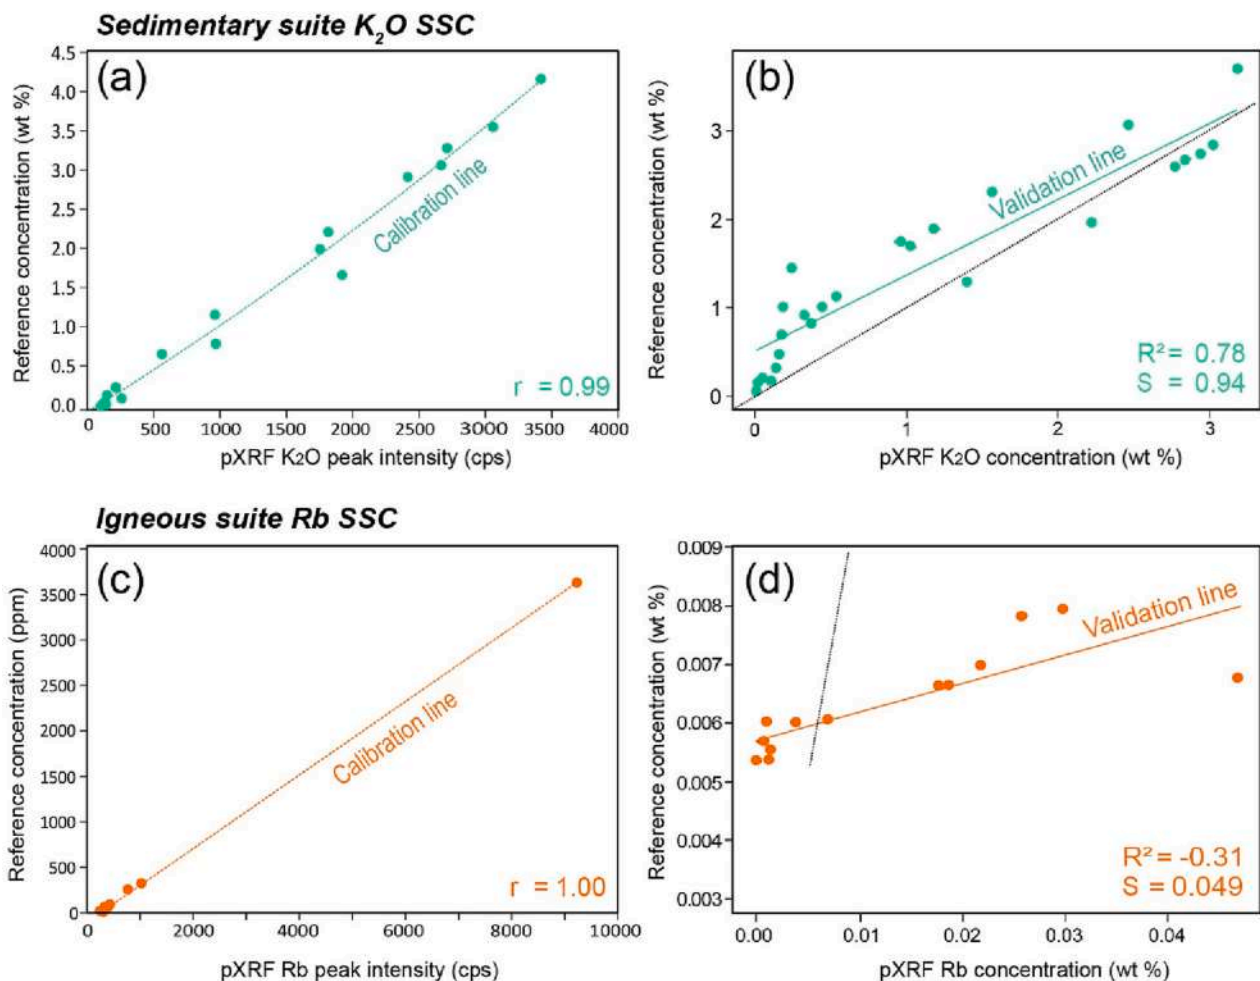 Sedimentary suite K₂O SSC
(a)
Reference concentration (wt %)
4.5
4.0
3.5
3.0
2.5
2.0
1.5
1.0
0.5
0.0
Calibration line
r = 0.99
0 500 1000 1500 2000 2500 3000 3500 4000
pXRF K2O peak intensity (cps)
(b)
Reference concentration (wt %)
3
2
1
0
Validation line
R² = 0.78
S = 0.94
0 1 2 3
pXRF K2O concentration (wt %)
Igneous suite Rb SSC
(c)
Reference concentration (ppm)
4000
3500
3000
2500
2000
1500
1000
500
0
Calibration line
r = 1.00
0 2000 4000 6000 8000 10000
pXRF Rb peak intensity (cps)
(d)
Reference concentration (wt %)
0.009
0.008
0.007
0.006
0.005
0.004
0.003
Validation line
R² = -0.31
S = 0.049
0.00 0.01 0.02 0.03 0.04
pXRF Rb concentration (wt %)